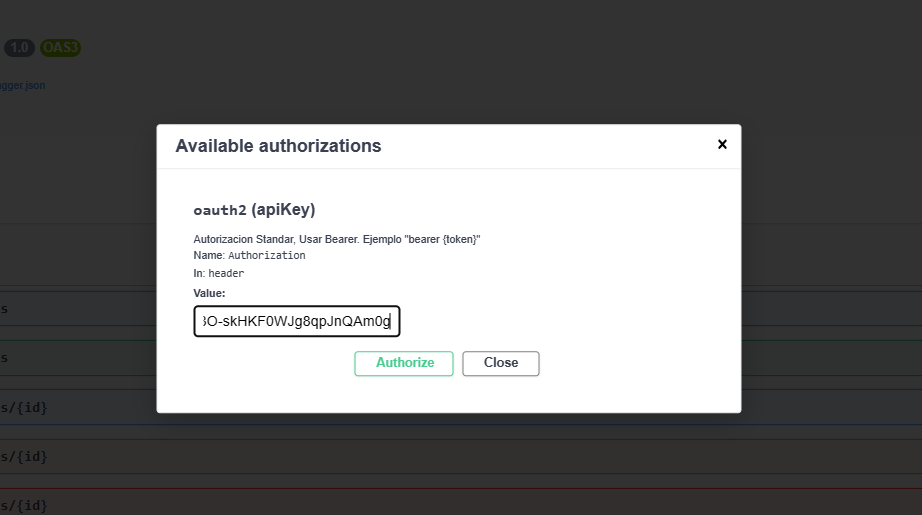 1.0 OAS3
gger.json
Available authorizations
oauth2 (apiKey)
Autorizacion Standar, Usar Bearer. Ejemplo "bearer {token}"
Name: Authorization
In: header
Value:
3O-skHKF0WJg8qpJnQAm0g
Authorize Close
s
s
s/{id}
s/{id}
s/{id}